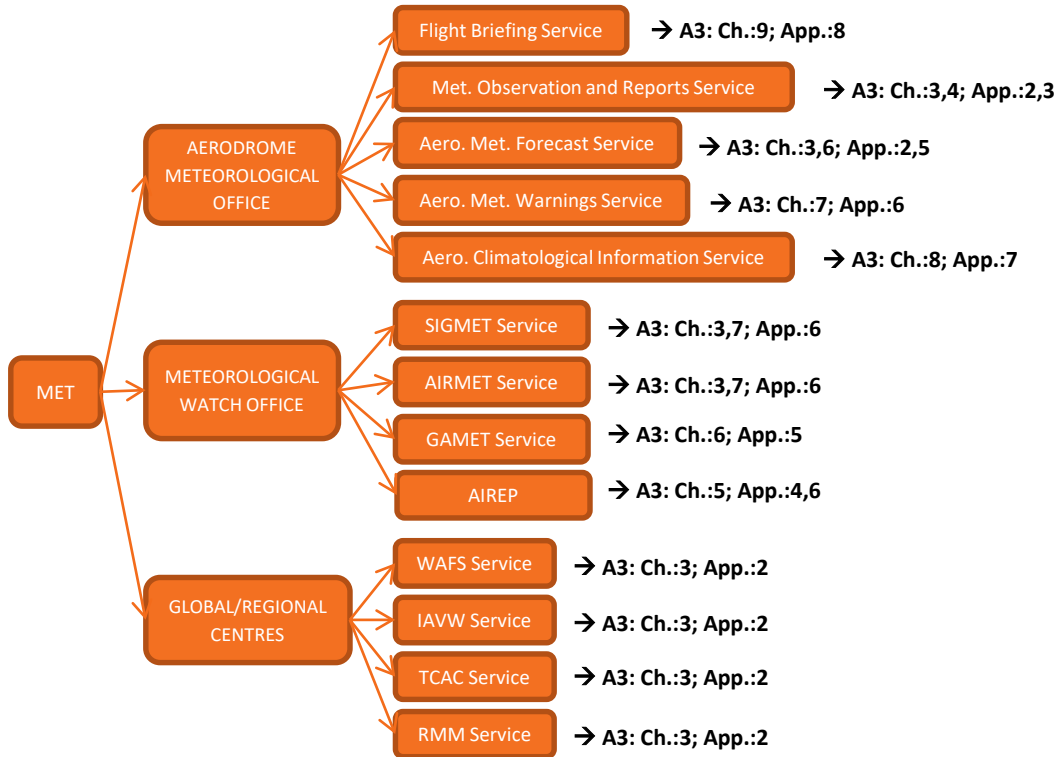 MET
AERODROME
METEOROLOGICAL
OFFICE
Flight Briefing Service → A3: Ch.:9; App.:8
Met. Observation and Reports Service → A3: Ch.:3,4; App.:2,3
Aero. Met. Forecast Service → A3: Ch.:3,6; App.:2,5
Aero. Met. Warnings Service → A3: Ch.:7; App.:6
Aero. Climatological Information Service → A3: Ch.:8; App.:7
METEOROLOGICAL
WATCH OFFICE
SIGMET Service → A3: Ch.:3,7; App.:6
AIRMET Service → A3: Ch.:3,7; App.:6
GAMET Service → A3: Ch.:6; App.:5
AIREP → A3: Ch.:5; App.:4,6
GLOBAL/REGIONAL
CENTRES
WAFS Service → A3: Ch.:3; App.:2
IAVW Service → A3: Ch.:3; App.:2
TCAC Service → A3: Ch.:3; App.:2
RMM Service → A3: Ch.:3; App.:2